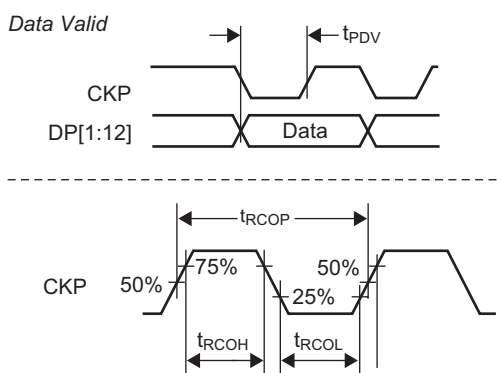 Data Valid
tPDV
CKP
DP[1:12]
Data
tRCOP
75%
50%
CKP
50%
25%
tRCOH
tRCOL